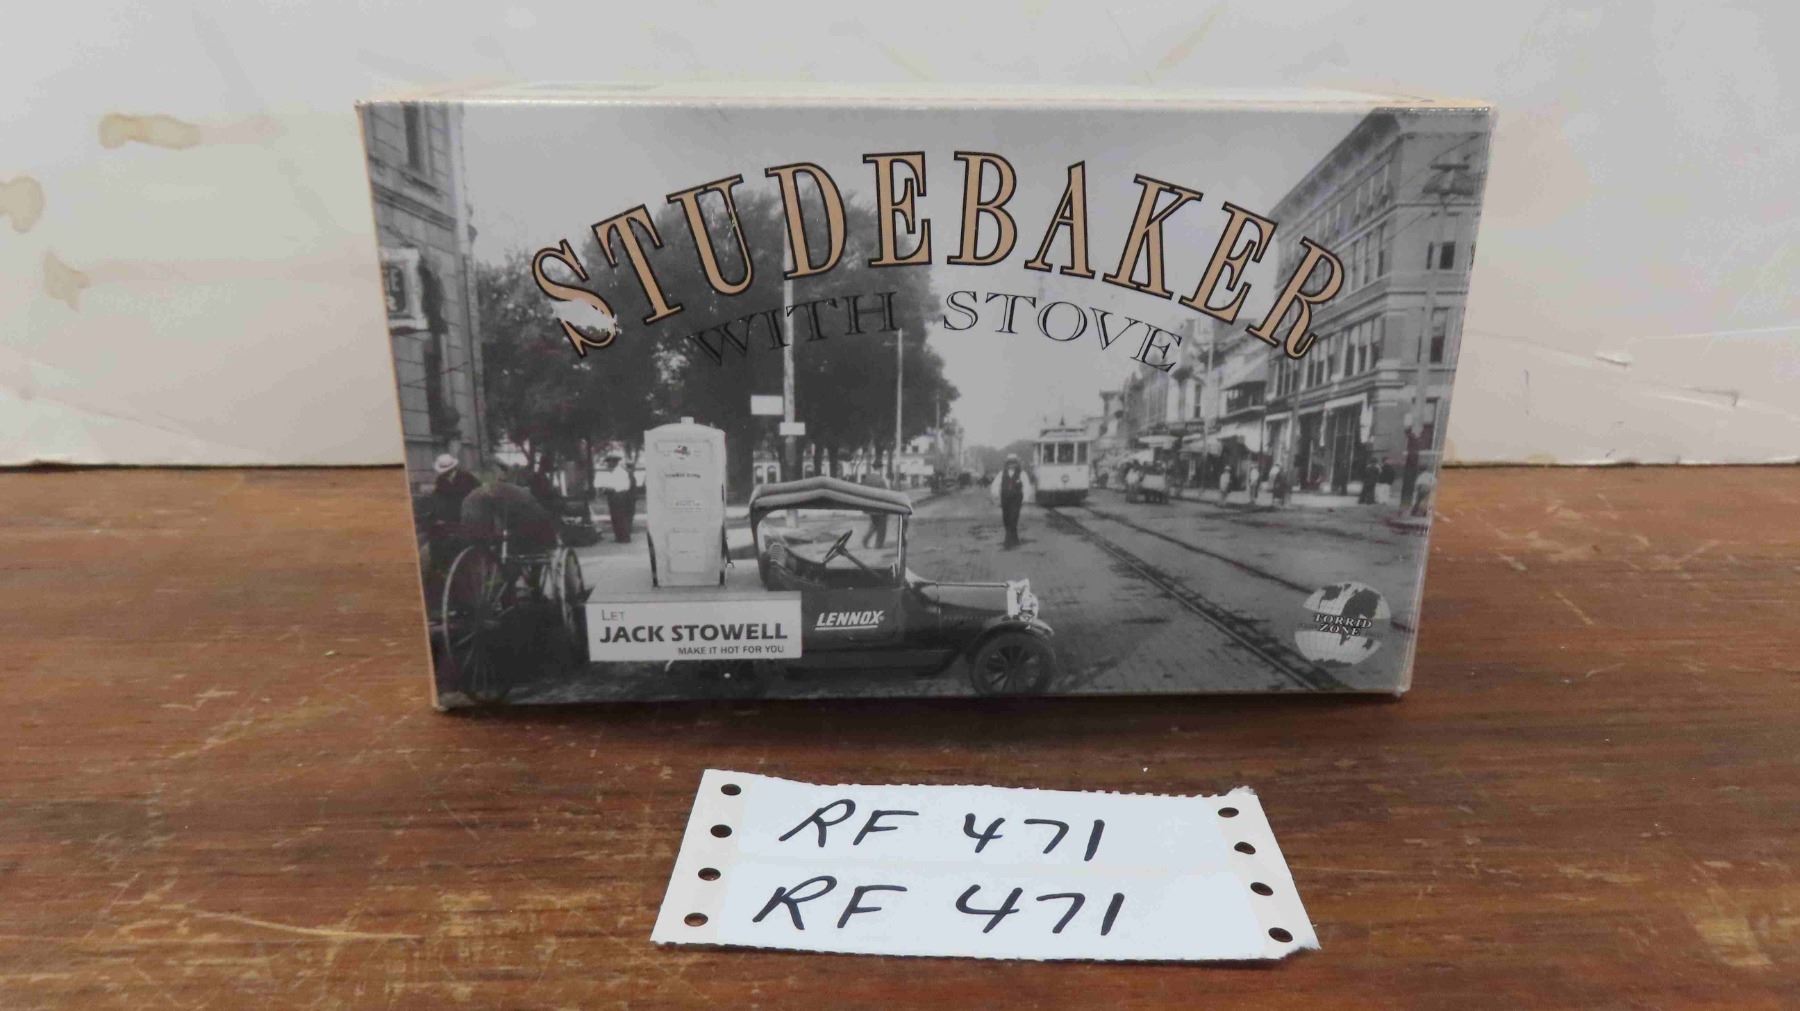 STUDEBAKER
WITH STOVE
LET
JACK STOWELL
MAKE IT HOT FOR YOU
LENNOX
TORRID
ZONE
RF 471
RF 471